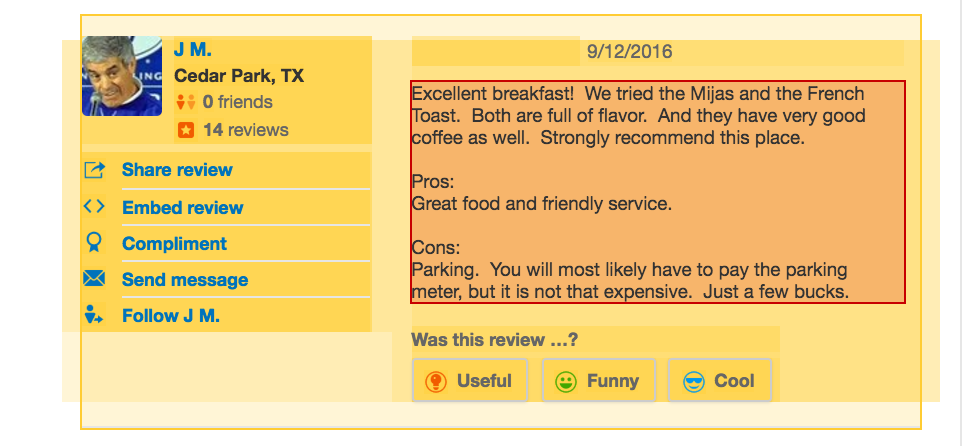 J M.
Cedar Park, TX
0 friends
14 reviews
Share review
Embed review
Compliment
Send message
Follow J M.
9/12/2016
Excellent breakfast!  We tried the Mijas and the French
Toast.  Both are full of flavor.  And they have very good
coffee as well.  Strongly recommend this place.
Pros:
Great food and friendly service.
Cons:
Parking.  You will most likely have to pay the parking
meter, but it is not that expensive.  Just a few bucks.
Was this review …?
Useful
Funny
Cool